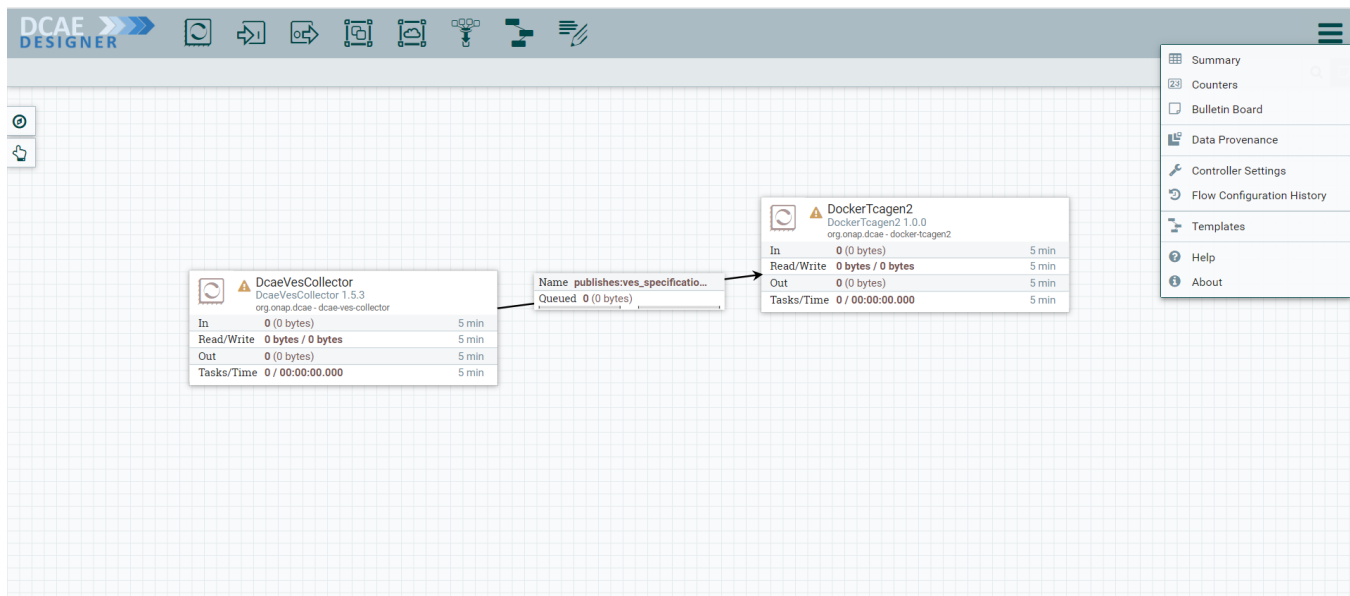 DCAE
DESIGNER
Summary
Counters
Bulletin Board
Data Provenance
Controller Settings
Flow Configuration History
Templates
Help
About
DockerTcagen2
DockerTcagen2 1.0.0
org.onap.dcae - docker-tcagen2
In 0 (0 bytes) 5 min
Read/Write 0 bytes / 0 bytes 5 min
Out 0 (0 bytes) 5 min
Tasks/Time 0 / 00:00:00.000 5 min
Name publishes:ves_specificatio...
Queued 0 (0 bytes)
DcaeVesCollector
DcaeVesCollector 1.5.3
org.onap.dcae - dcae-ves-collector
In 0 (0 bytes) 5 min
Read/Write 0 bytes / 0 bytes 5 min
Out 0 (0 bytes) 5 min
Tasks/Time 0 / 00:00:00.000 5 min